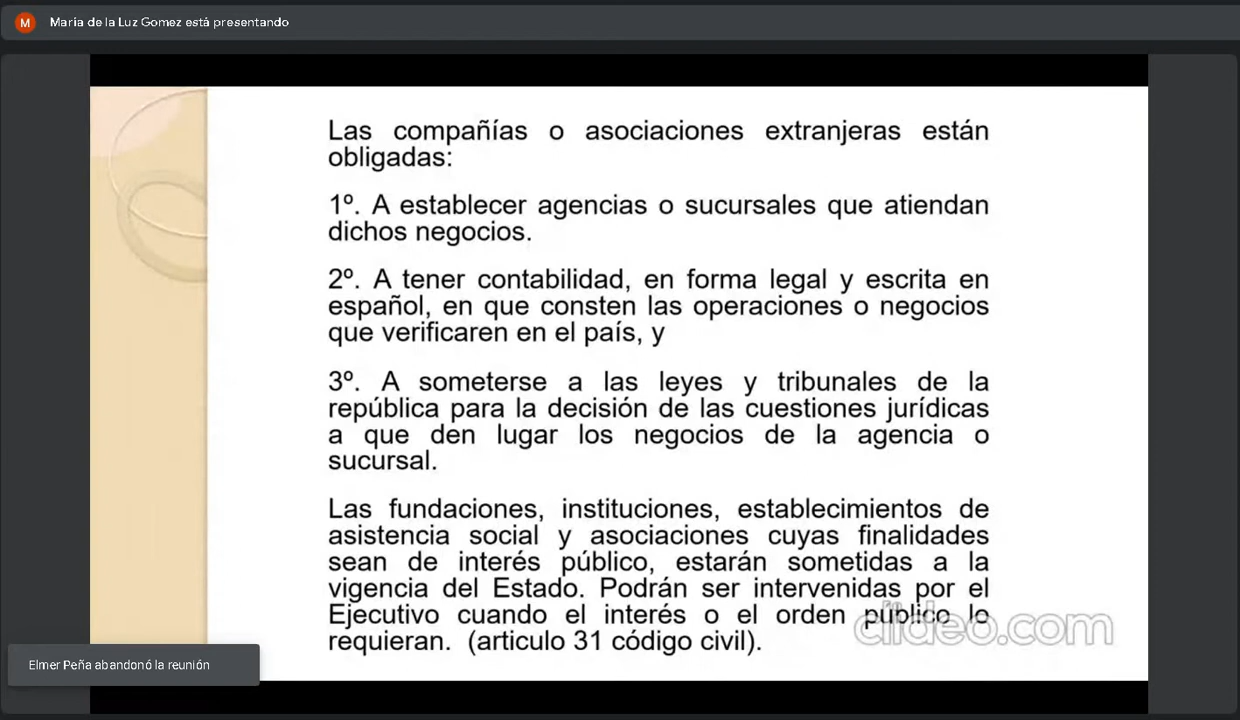 M
Maria de la Luz Gomez está presentando
Las compañías o asociaciones extranjeras están
obligadas:
1º. A establecer agencias o sucursales que atiendan
dichos negocios.
2º. A tener contabilidad, en forma legal y escrita en
español, en que consten las operaciones o negocios
que verificaren en el país, y
3º. A someterse a las leyes y tribunales de la
república para la decisión de las cuestiones jurídicas
a que den lugar los negocios de la agencia o
sucursal.
Las fundaciones, instituciones, establecimientos de
asistencia social y asociaciones cuyas finalidades
sean de interés público, estarán sometidas a la
vigencia del Estado. Podrán ser intervenidas por el
Ejecutivo cuando el interés o el orden público lo
requieran. (articulo 31 código civil).
clideo.com
Elmer Peña abandonó la reunión